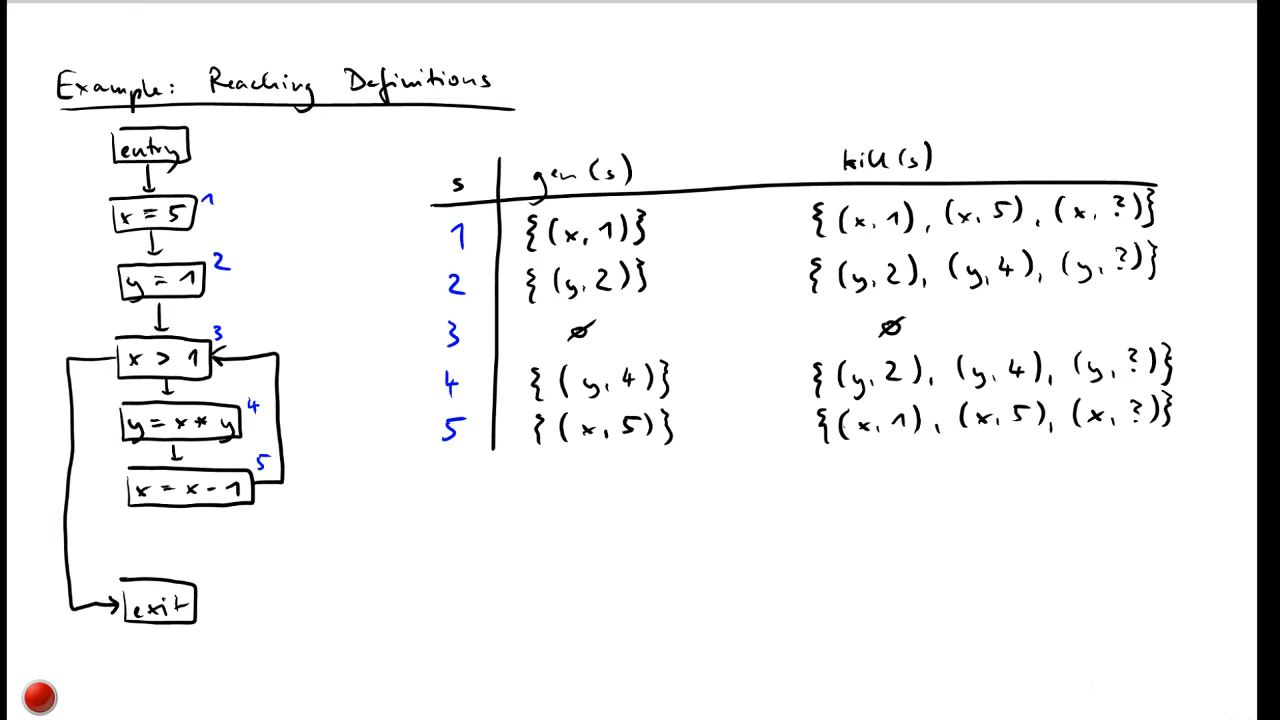 Example: Reaching Definitions
entry
x = 5 1
y = 1 2
x > 1 3
y = x * y 4
x = x - 1 5
exit
s gen(s) kill(s)
1 {(x, 1)} {(x, 1), (x, 5), (x, ?)}
2 {(y, 2)} {(y, 2), (y, 4), (y, ?)}
3 ∅ ∅
4 {(y, 4)} {(y, 2), (y, 4), (y, ?)}
5 {(x, 5)} {(x, 1), (x, 5), (x, ?)}